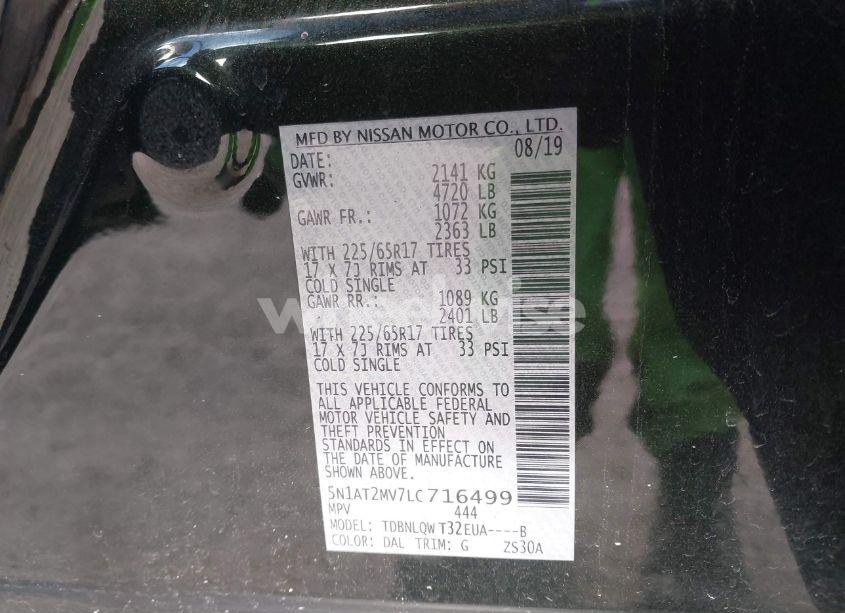 MFD BY NISSAN MOTOR CO., LTD.
DATE: 08/19
GVWR: 2141 KG
4720 LB
GAWR FR.: 1072 KG
2363 LB
WITH 225/65R17 TIRES
17 X 7J RIMS AT 33 PSI
COLD SINGLE
GAWR RR.: 1089 KG
2401 LB
WITH 225/65R17 TIRES
17 X 7J RIMS AT 33 PSI
COLD SINGLE
THIS VEHICLE CONFORMS TO
ALL APPLICABLE FEDERAL
MOTOR VEHICLE SAFETY AND
THEFT PREVENTION
STANDARDS IN EFFECT ON
THE DATE OF MANUFACTURE
SHOWN ABOVE.
5N1AT2MV7LC716499
MPV 444
MODEL: TDBNLQW T32EUA----B
COLOR: DAL TRIM: G ZS30A